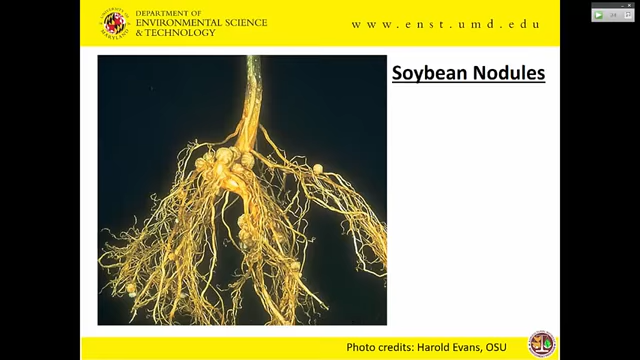 DEPARTMENT OF
ENVIRONMENTAL SCIENCE
& TECHNOLOGY
www.enst.umd.edu
Soybean Nodules
Photo credits: Harold Evans, OSU